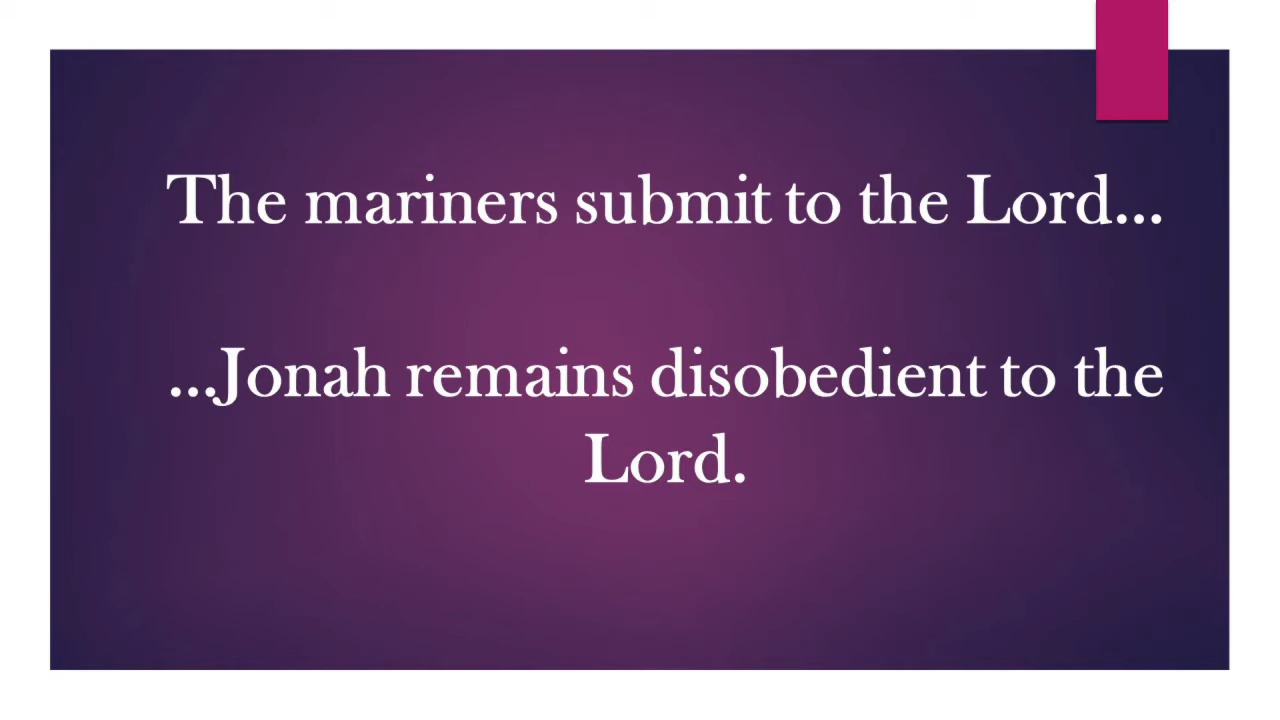 The mariners submit to the Lord...
...Jonah remains disobedient to the
Lord.